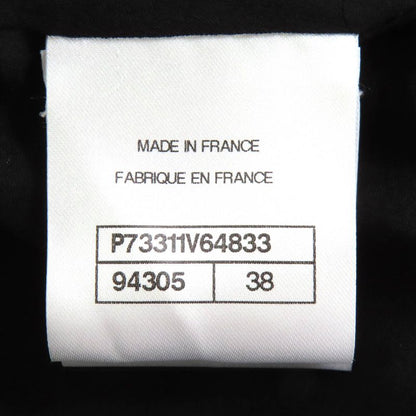 MADE IN FRANCE
FABRIQUE EN FRANCE
P73311V64833
94305 38